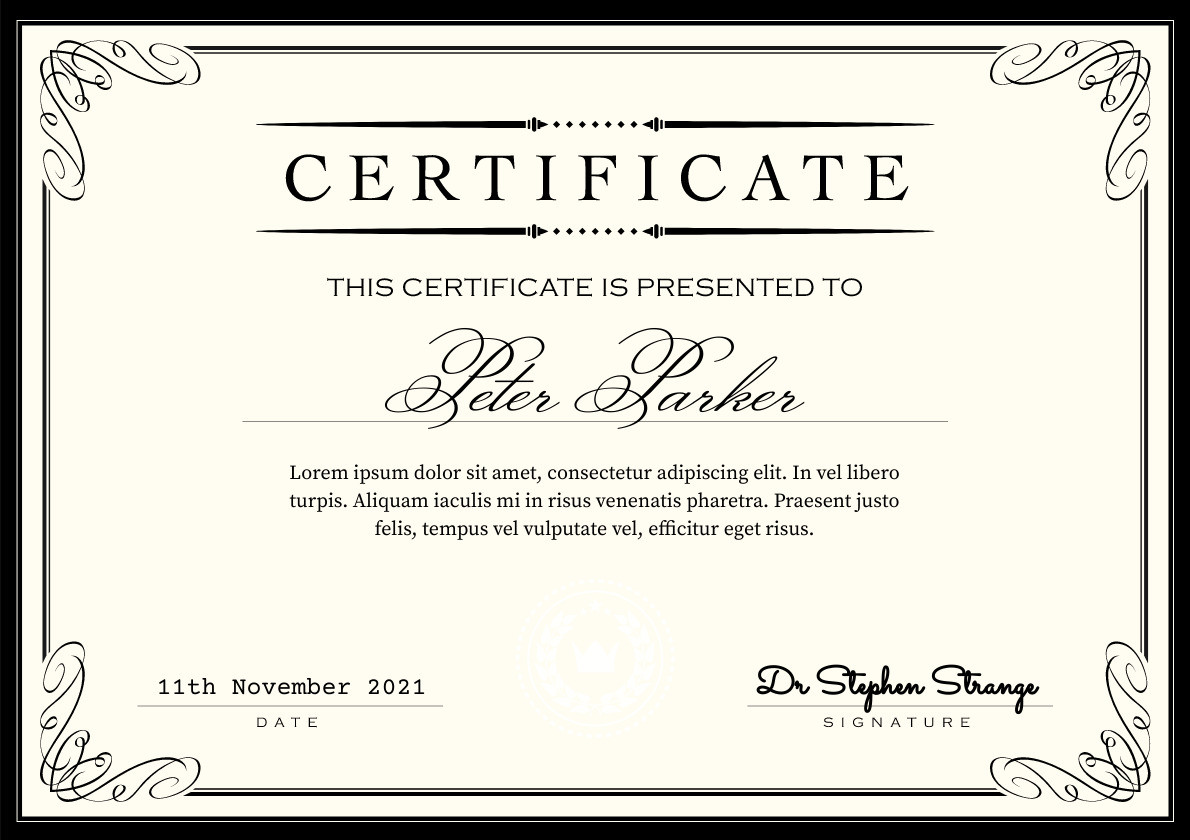 CERTIFICATE
THIS CERTIFICATE IS PRESENTED TO
Peter Parker
Lorem ipsum dolor sit amet, consectetur adipiscing elit. In vel libero
turpis. Aliquam iaculis mi in risus venenatis pharetra. Praesent justo
felis, tempus vel vulputate vel, efficitur eget risus.
11th November 2021
DATE
Dr Stephen Strange
SIGNATURE